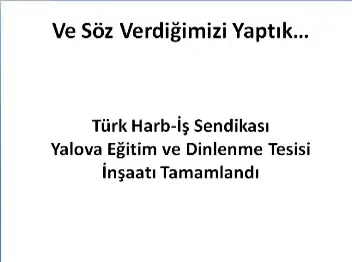 Ve Söz Verdiğimizi Yaptık...
Türk Harb-İş Sendikası
Yalova Eğitim ve Dinlenme Tesisi
İnşaatı Tamamlandı